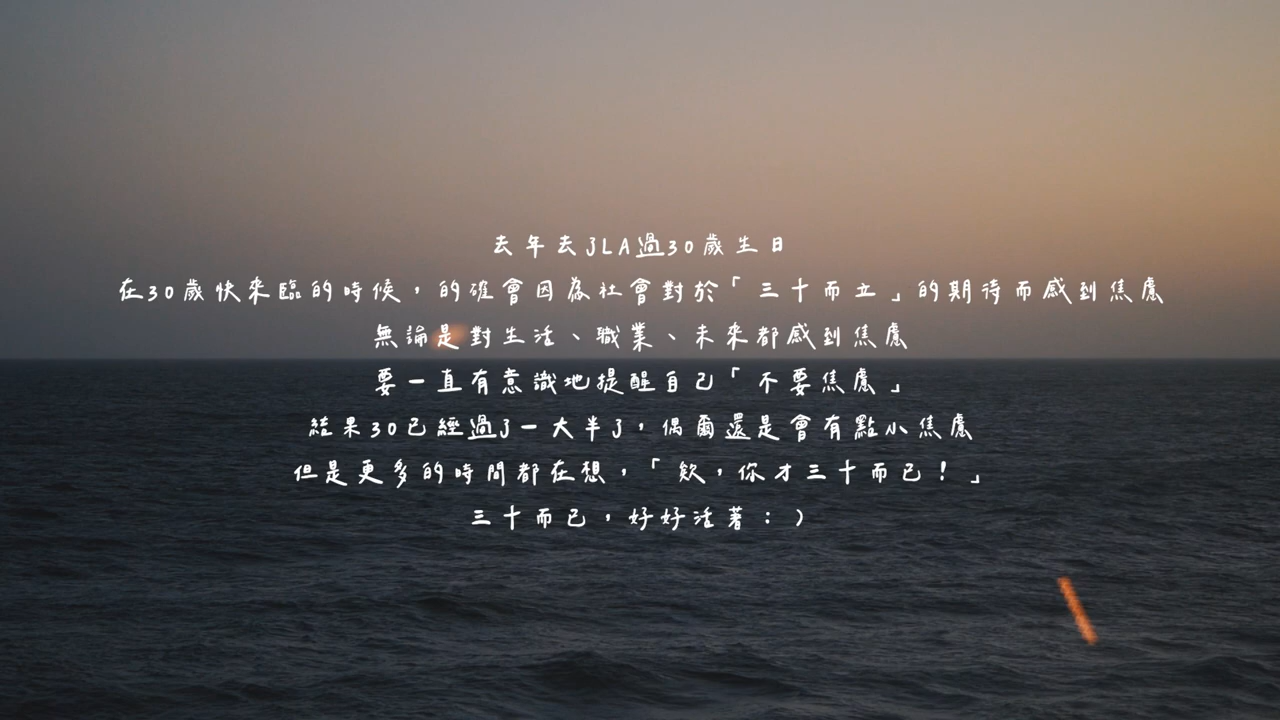 去年去了LA過30歲生日
在30歲快來臨的時候，的確會因為社會對於「三十而立」的期待而感到焦慮
無論是對生活、職業、未來都感到焦慮
要一直有意識地提醒自己「不要焦慮」
結果30已經過了一大半了，偶爾還是會有點小焦慮
但是更多的時間都在想，「欸，你才三十而已！」
三十而已，好好活著：）